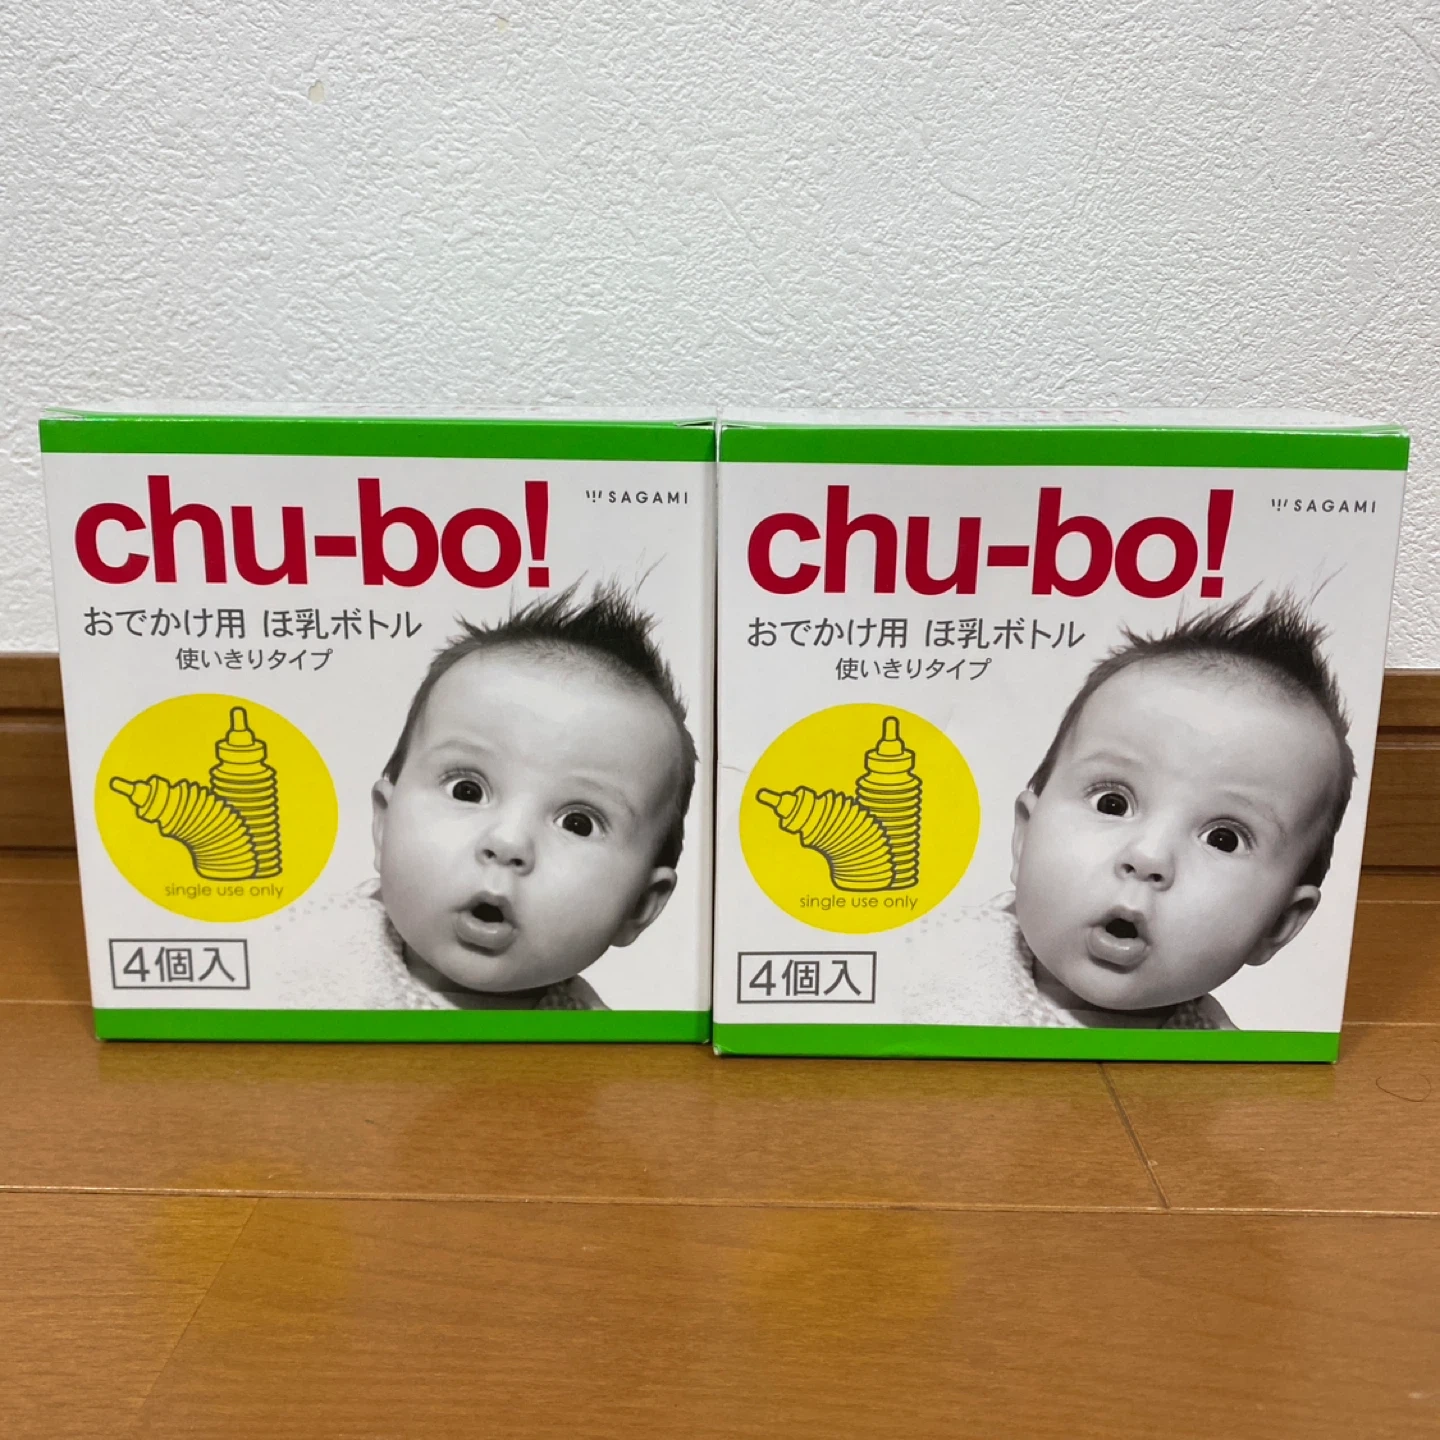 chu-bo!
SAGAMI
おでかけ用 ほ乳ボトル
使いきりタイプ
single use only
4個入
chu-bo!
SAGAMI
おでかけ用 ほ乳ボトル
使いきりタイプ
single use only
4個入